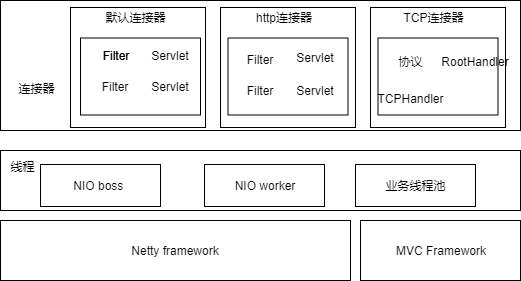 默认连接器
http连接器
TCP连接器
Filter Servlet
Filter Servlet
Filter Servlet
Filter Servlet
协议 RootHandler
TCPHandler
连接器
线程
NIO boss
NIO worker
业务线程池
Netty framework
MVC Framework